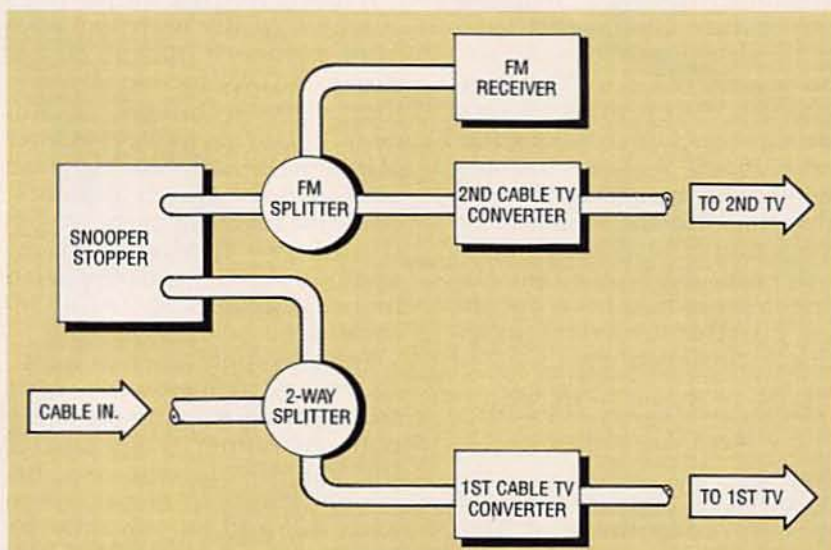 FM
RECEIVER
SNOOPER
STOPPER
FM
SPLITTER
2ND CABLE TV
CONVERTER
TO 2ND TV
CABLE IN.
2-WAY
SPLITTER
1ST CABLE TV
CONVERTER
TO 1ST TV